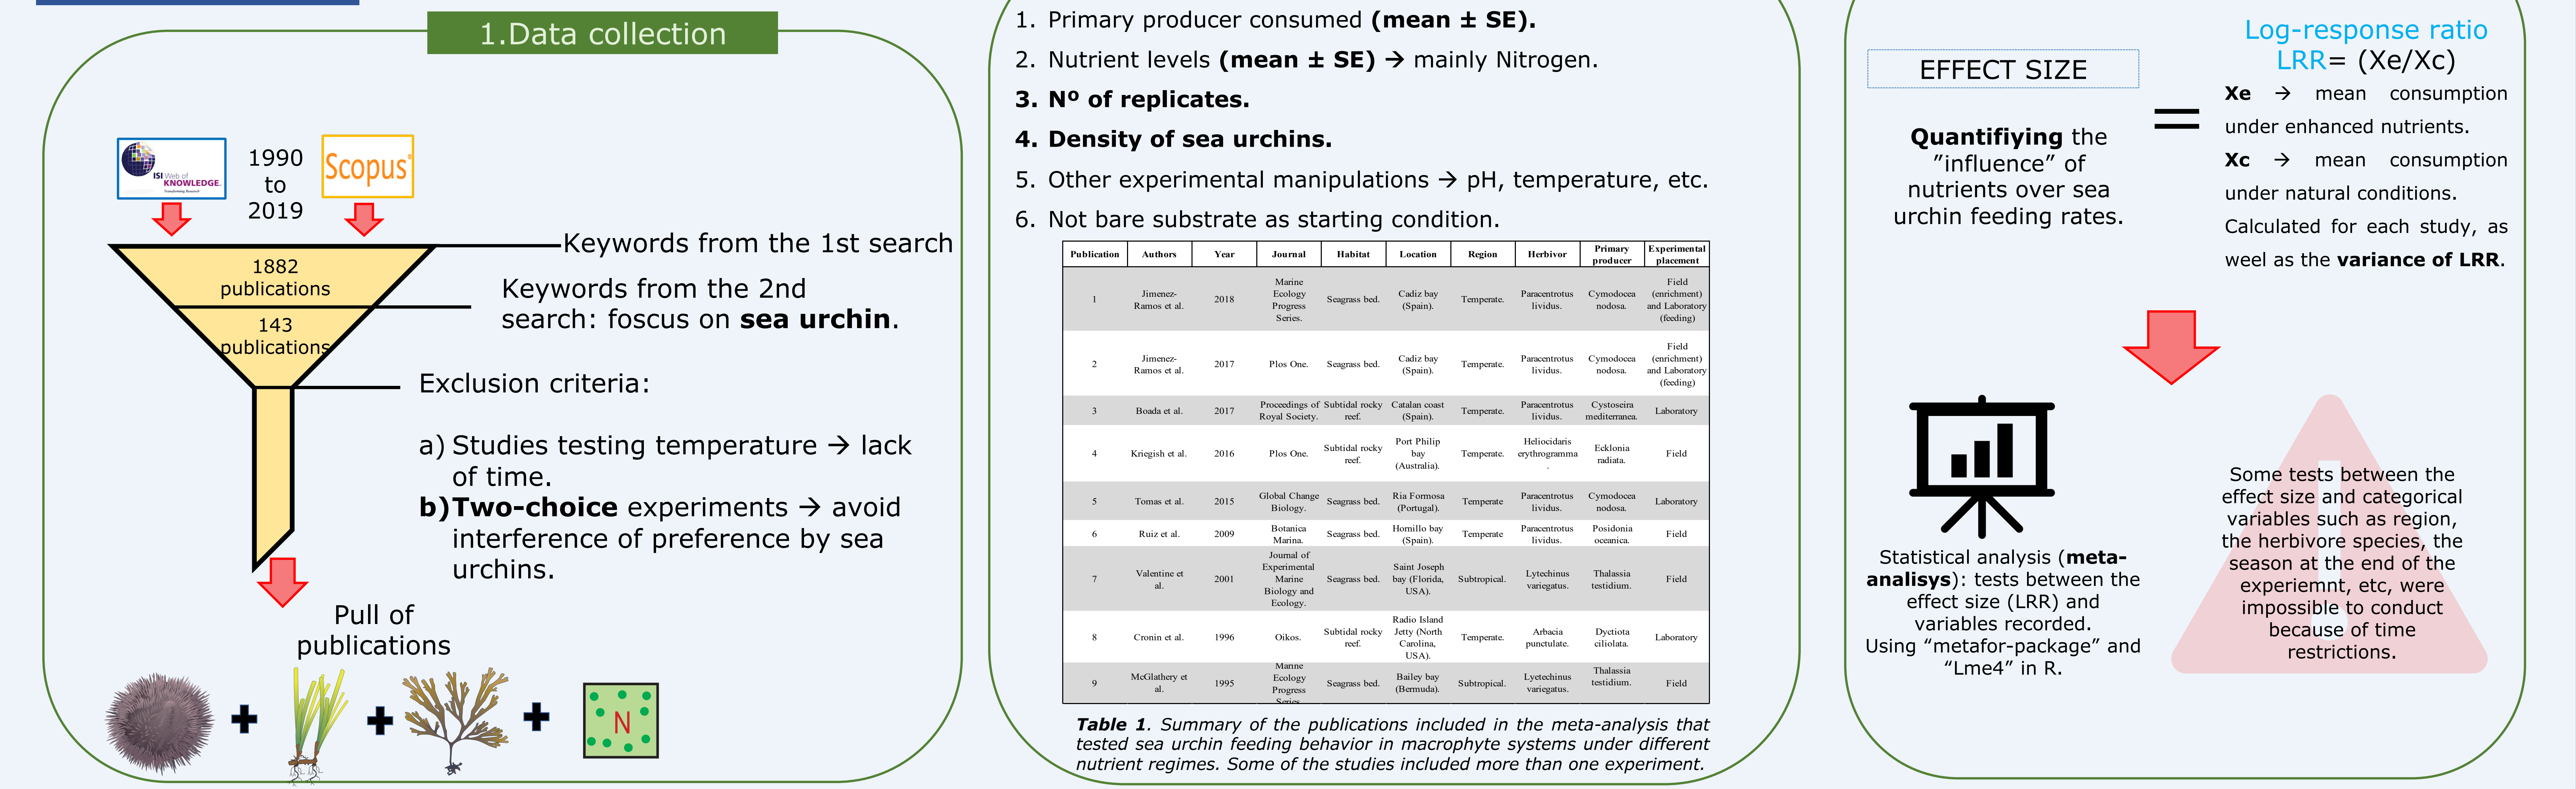 1.Data collection
ISI Web of
KNOWLEDGE.
Transforming Research
1990
to
2019
Scopus®
Keywords from the 1st search
1882
publications
Keywords from the 2nd
search: foscus on sea urchin.
143
publications
Exclusion criteria:
a) Studies testing temperature → lack
of time.
b) Two-choice experiments → avoid
interference of preference by sea
urchins.
Pull of
publications
N
1. Primary producer consumed (mean ± SE).
2. Nutrient levels (mean ± SE) → mainly Nitrogen.
3. Nº of replicates.
4. Density of sea urchins.
5. Other experimental manipulations → pH, temperature, etc.
6. Not bare substrate as starting condition.
Publication Authors Year Journal Habitat Location Region Herbivor Primary producer Experimental placement
1 Jimenez-Ramos et al. 2018 Marine Ecology Progress Series. Seagrass bed. Cadiz bay (Spain). Temperate. Paracentrotus lividus. Cymodocea nodosa. Field (enrichment) and Laboratory (feeding)
2 Jimenez-Ramos et al. 2017 Plos One. Seagrass bed. Cadiz bay (Spain). Temperate. Paracentrotus lividus. Cymodocea nodosa. Field (enrichment) and Laboratory (feeding)
3 Boada et al. 2017 Proceedings of Royal Society. Subtidal rocky reef. Catalan coast (Spain). Temperate. Paracentrotus lividus. Cystoseira mediterranea. Laboratory
4 Kriegish et al. 2016 Plos One. Subtidal rocky reef. Port Philip bay (Australia). Temperate. Heliocidaris erythrogramma. Ecklonia radiata. Field
5 Tomas et al. 2015 Global Change Biology. Seagrass bed. Ria Formosa (Portugal). Temperate Paracentrotus lividus. Cymodocea nodosa. Laboratory
6 Ruiz et al. 2009 Botanica Marina. Seagrass bed. Hornillo bay (Spain). Temperate Paracentrotus lividus. Posidonia oceanica. Field
7 Valentine et al. 2001 Journal of Experimental Marine Biology and Ecology. Seagrass bed. Saint Joseph bay (Florida, USA). Subtropical. Lytechinus variegatus. Thalassia testidium. Field
8 Cronin et al. 1996 Oikos. Subtidal rocky reef. Radio Island Jetty (North Carolina, USA). Temperate. Arbacia punctulate. Dyctiota ciliolata. Laboratory
9 McGlathery et al. 1995 Marine Ecology Progress Series. Seagrass bed. Bailey bay (Bermuda). Subtropical. Lyetechinus variegatus. Thalassia testidium. Field
Table 1. Summary of the publications included in the meta-analysis that
tested sea urchin feeding behavior in macrophyte systems under different
nutrient regimes. Some of the studies included more than one experiment.
EFFECT SIZE
Quantifiying the
”influence” of
nutrients over sea
urchin feeding rates.
=
Log-response ratio
LRR= (Xe/Xc)
Xe → mean consumption
under enhanced nutrients.
Xc → mean consumption
under natural conditions.
Calculated for each study, as
weel as the variance of LRR.
Statistical analysis (meta-
analisys): tests between the
effect size (LRR) and
variables recorded.
Using “metafor-package” and
“Lme4” in R.
Some tests between the
effect size and categorical
variables such as region,
the herbivore species, the
season at the end of the
experiemnt, etc, were
impossible to conduct
because of time
restrictions.